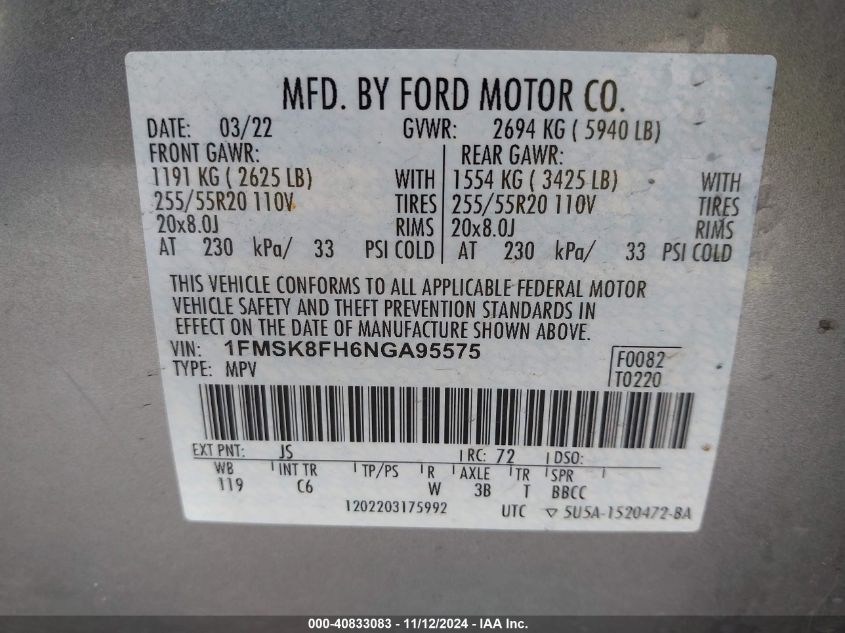 MFD. BY FORD MOTOR CO.
DATE: 03/22 GVWR: 2694 KG ( 5940 LB)
FRONT GAWR: REAR GAWR:
1191 KG ( 2625 LB) WITH 1554 KG ( 3425 LB) WITH
255/55R20 110V TIRES 255/55R20 110V TIRES
20x8.0J RIMS 20x8.0J RIMS
AT 230 kPa/ 33 PSI COLD AT 230 kPa/ 33 PSI COLD
THIS VEHICLE CONFORMS TO ALL APPLICABLE FEDERAL MOTOR
VEHICLE SAFETY AND THEFT PREVENTION STANDARDS IN
EFFECT ON THE DATE OF MANUFACTURE SHOWN ABOVE.
VIN: 1FMSK8FH6NGA95575 F0082
TYPE: MPV T0220
EXT PNT: JS RC: 72 DSO:
WB INT TR TP/PS R AXLE TR SPR
119 C6 W 3B T BBCC
1202203175992 UTC ▽ 5U5A-1520472-BA
000-40833083 - 11/12/2024 - IAA Inc.